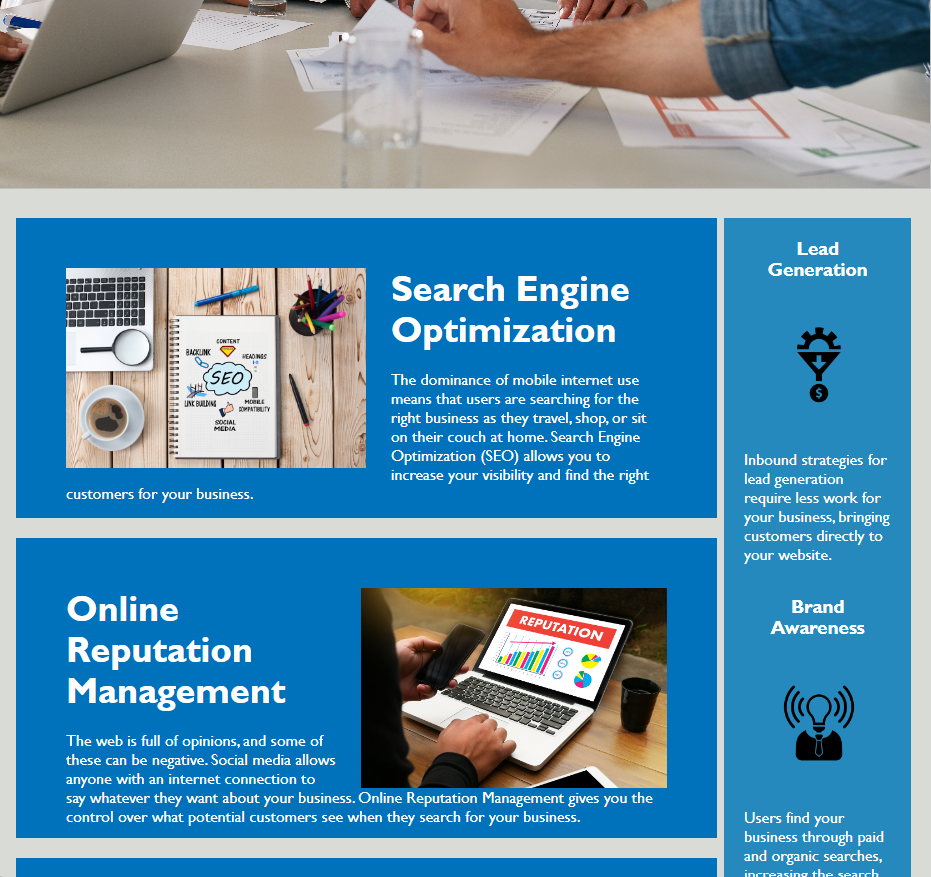 Search Engine
Optimization
The dominance of mobile internet use
means that users are searching for the
right business as they travel, shop, or sit
on their couch at home. Search Engine
Optimization (SEO) allows you to
increase your visibility and find the right
customers for your business.
CONTENT
BACKLINK
HEADINGS
SEO
LINK BUILDING
MOBILE
COMPATIBILITY
SOCIAL
MEDIA
Online
Reputation
Management
The web is full of opinions, and some of
these can be negative. Social media allows
anyone with an internet connection to
say whatever they want about your business. Online Reputation Management gives you the
control over what potential customers see when they search for your business.
REPUTATION
Lead
Generation
$
Inbound strategies for
lead generation
require less work for
your business, bringing
customers directly to
your website.
Brand
Awareness
Users find your
business through paid
and organic searches,
increasing the search